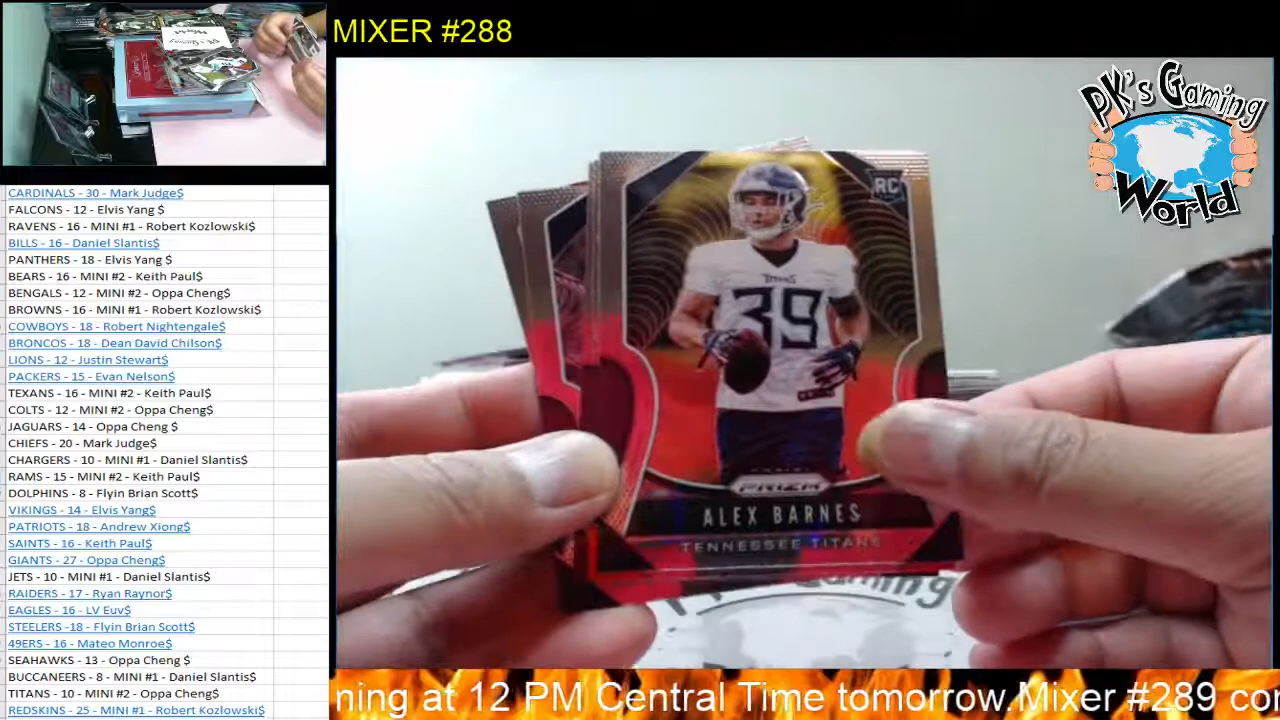 MIXER #288
PK's Gaming World
CARDINALS - 30 - Mark Judge$
FALCONS - 12 - Elvis Yang $
RAVENS - 16 - MINI #1 - Robert Kozlowski$
BILLS - 16 - Daniel Slantis$
PANTHERS - 18 - Elvis Yang $
BEARS - 16 - MINI #2 - Keith Paul$
BENGALS - 12 - MINI #2 - Oppa Cheng$
BROWNS - 16 - MINI #1 - Robert Kozlowski$
COWBOYS - 18 - Robert Nightengale$
BRONCOS - 18 - Dean David Chilson$
LIONS - 12 - Justin Stewart$
PACKERS - 15 - Evan Nelson$
TEXANS - 16 - MINI #2 - Keith Paul$
COLTS - 12 - MINI #2 - Oppa Cheng$
JAGUARS - 14 - Oppa Cheng $
CHIEFS - 20 - Mark Judge$
CHARGERS - 10 - MINI #1 - Daniel Slantis$
RAMS - 15 - MINI #2 - Keith Paul$
DOLPHINS - 8 - Flyin Brian Scott$
VIKINGS - 14 - Elvis Yang$
PATRIOTS - 18 - Andrew Xiong$
SAINTS - 16 - Keith Paul$
GIANTS - 27 - Oppa Cheng$
JETS - 10 - MINI #1 - Daniel Slantis$
RAIDERS - 17 - Ryan Raynor$
EAGLES - 16 - LV Euv$
STEELERS -18 - Flyin Brian Scott$
49ERS - 16 - Mateo Monroe$
SEAHAWKS - 13 - Oppa Cheng $
BUCCANEERS - 8 - MINI #1 - Daniel Slantis$
TITANS - 10 - MINI #2 - Oppa Cheng$
REDSKINS - 25 - MINI #1 - Robert Kozlowski$
RC
TITANS
39
PANINI
PRIZM
ALEX BARNES
TENNESSEE TITANS
Gaming
ning at 12 PM Central Time tomorrow.Mixer #289 con